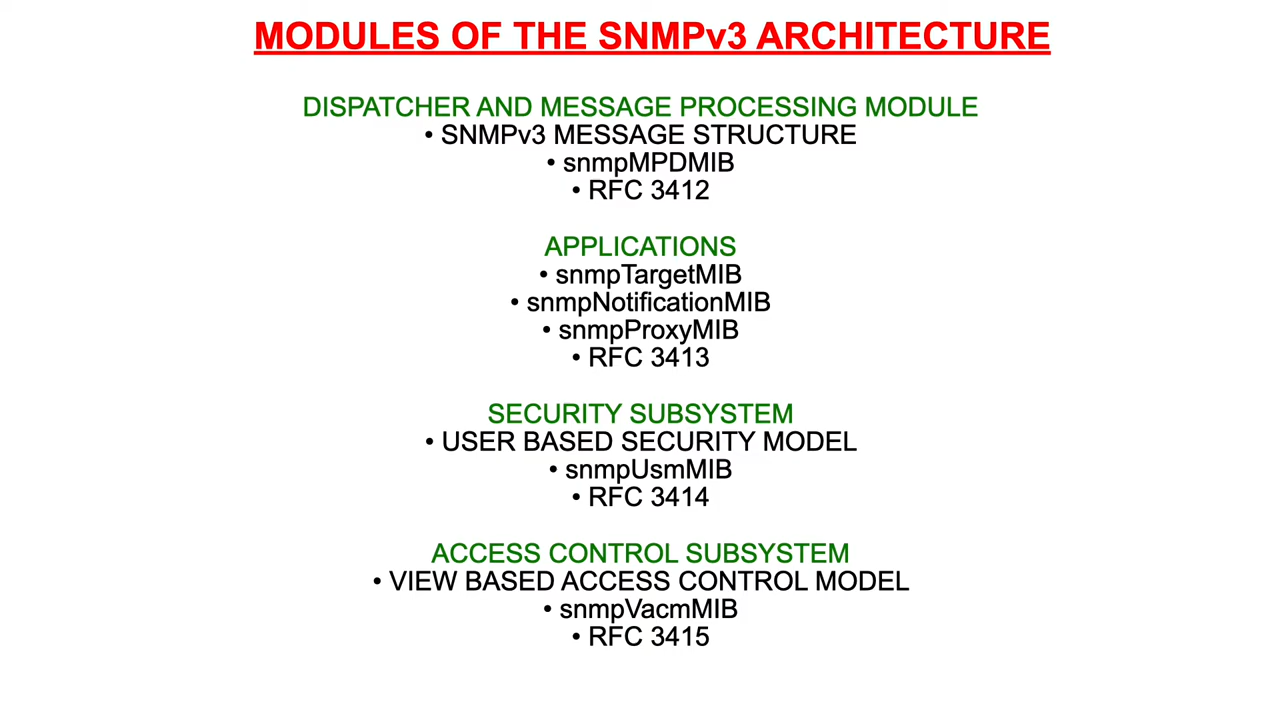 MODULES OF THE SNMPv3 ARCHITECTURE
DISPATCHER AND MESSAGE PROCESSING MODULE
• SNMPv3 MESSAGE STRUCTURE
• snmpMPDMIB
• RFC 3412
APPLICATIONS
• snmpTargetMIB
• snmpNotificationMIB
• snmpProxyMIB
• RFC 3413
SECURITY SUBSYSTEM
• USER BASED SECURITY MODEL
• snmpUsmMIB
• RFC 3414
ACCESS CONTROL SUBSYSTEM
• VIEW BASED ACCESS CONTROL MODEL
• snmpVacmMIB
• RFC 3415